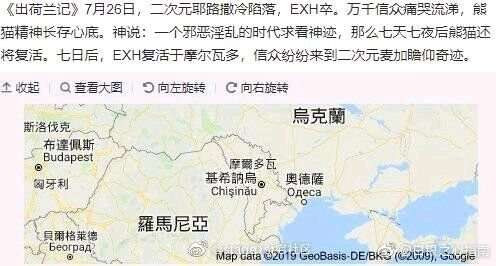 《出荷兰记》7月26日，二次元耶路撒冷陷落，EXH卒。万千信众痛哭流涕，熊
猫精神长存心底。神说：一个邪恶淫乱的时代求看神迹，那么七天七夜后熊猫还
将复活。七日后，EXH复活于摩尔瓦多，信众纷纷来到二次元麦加瞻仰奇迹。
收起 查看大图 向左旋转 向右旋转
烏克蘭
斯洛伐克
布達佩斯
Budapest
匈牙利
摩爾多瓦
基希訥烏
Chișinău
奧德薩
Одеса
羅馬尼亞
貝爾格萊德
Београд
Map data ©2019 GeoBasis-DE/BKG (©2009), Google